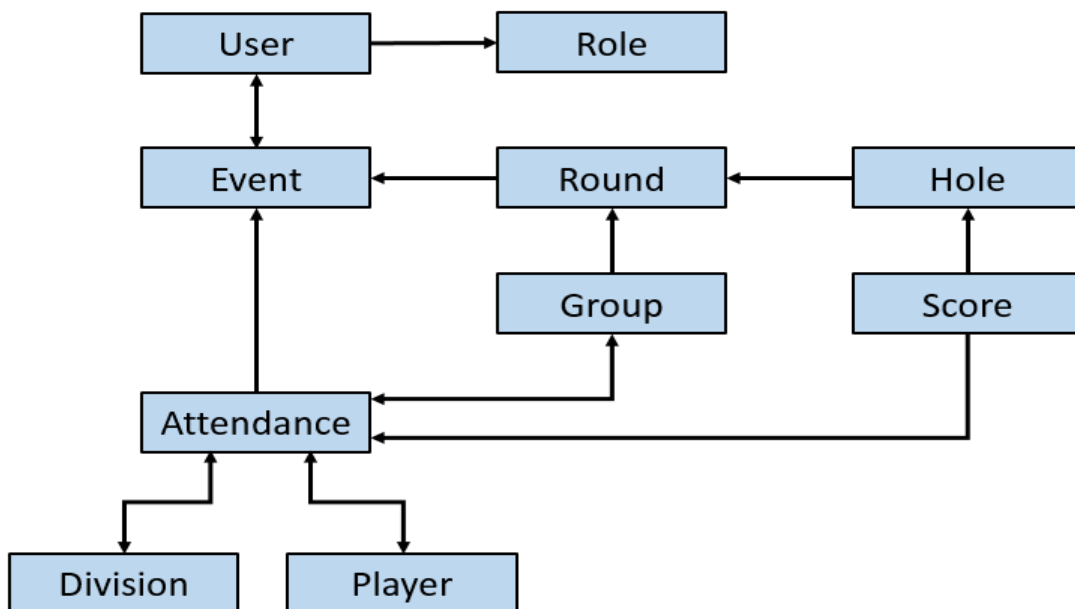 User
Role
Event
Round
Hole
Group
Score
Attendance
Division
Player